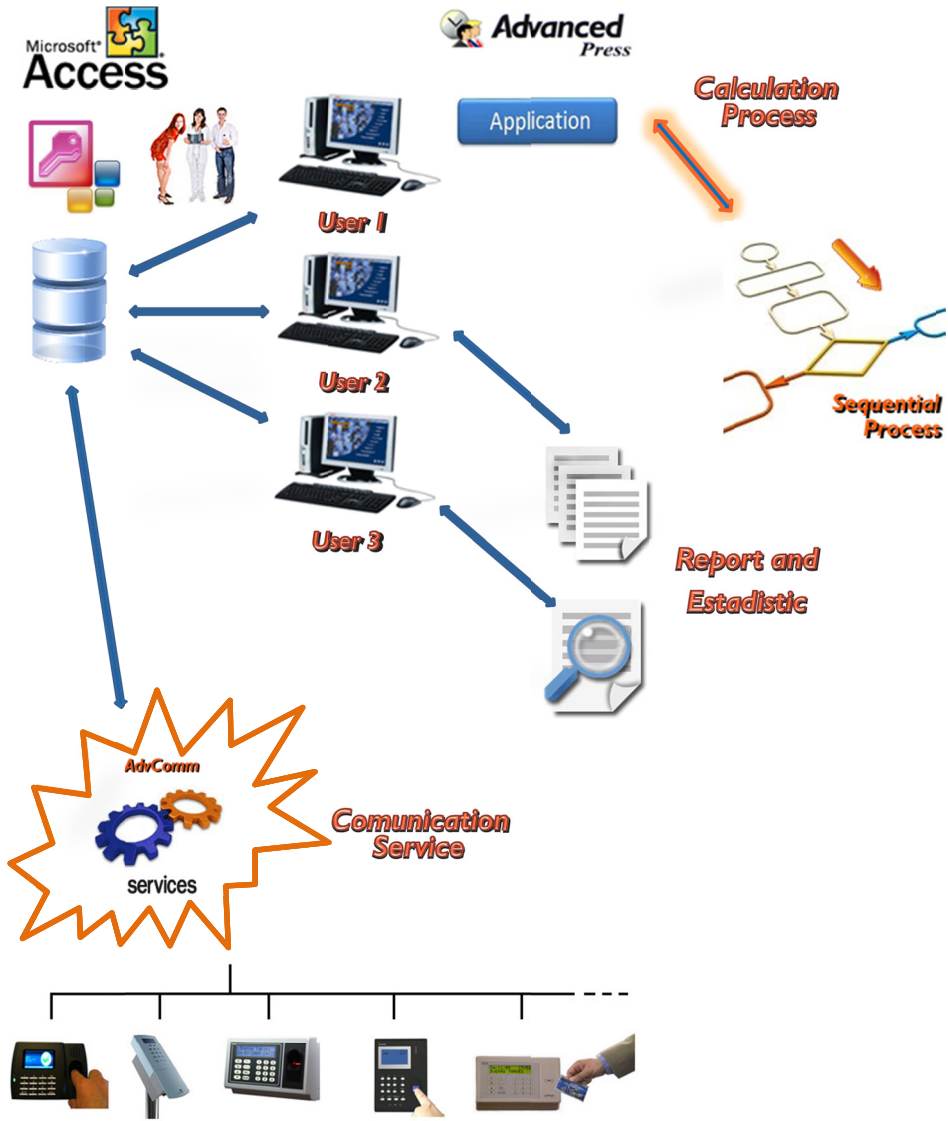 Microsoft®
Access
Advanced
Press
Application
Calculation
Process
User 1
User 2
Sequential
Process
User 3
Report and
Estadistic
AdvComm
Comunication
Service
services